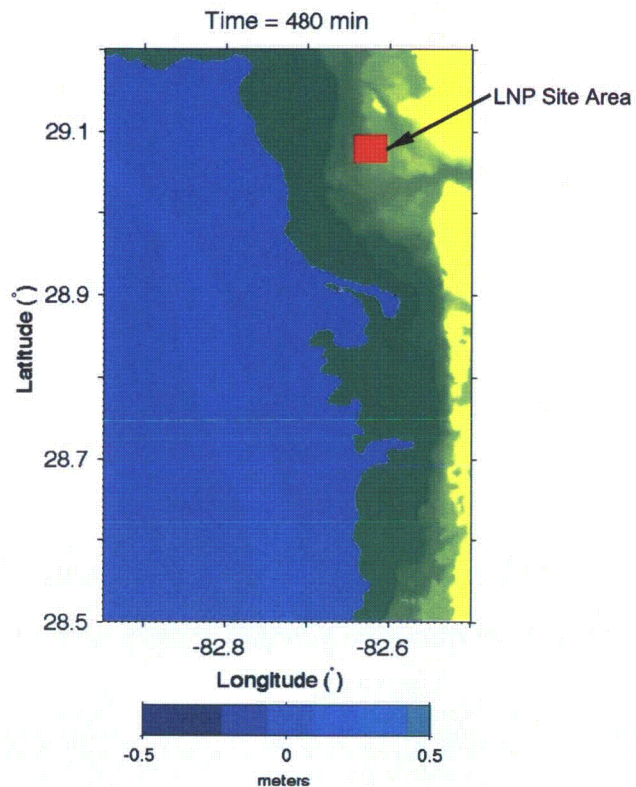 Time = 480 min
LNP Site Area
29.1
28.9
28.7
28.5
Latitude (°)
-82.8
-82.6
Longitude (°)
-0.5
0
0.5
meters